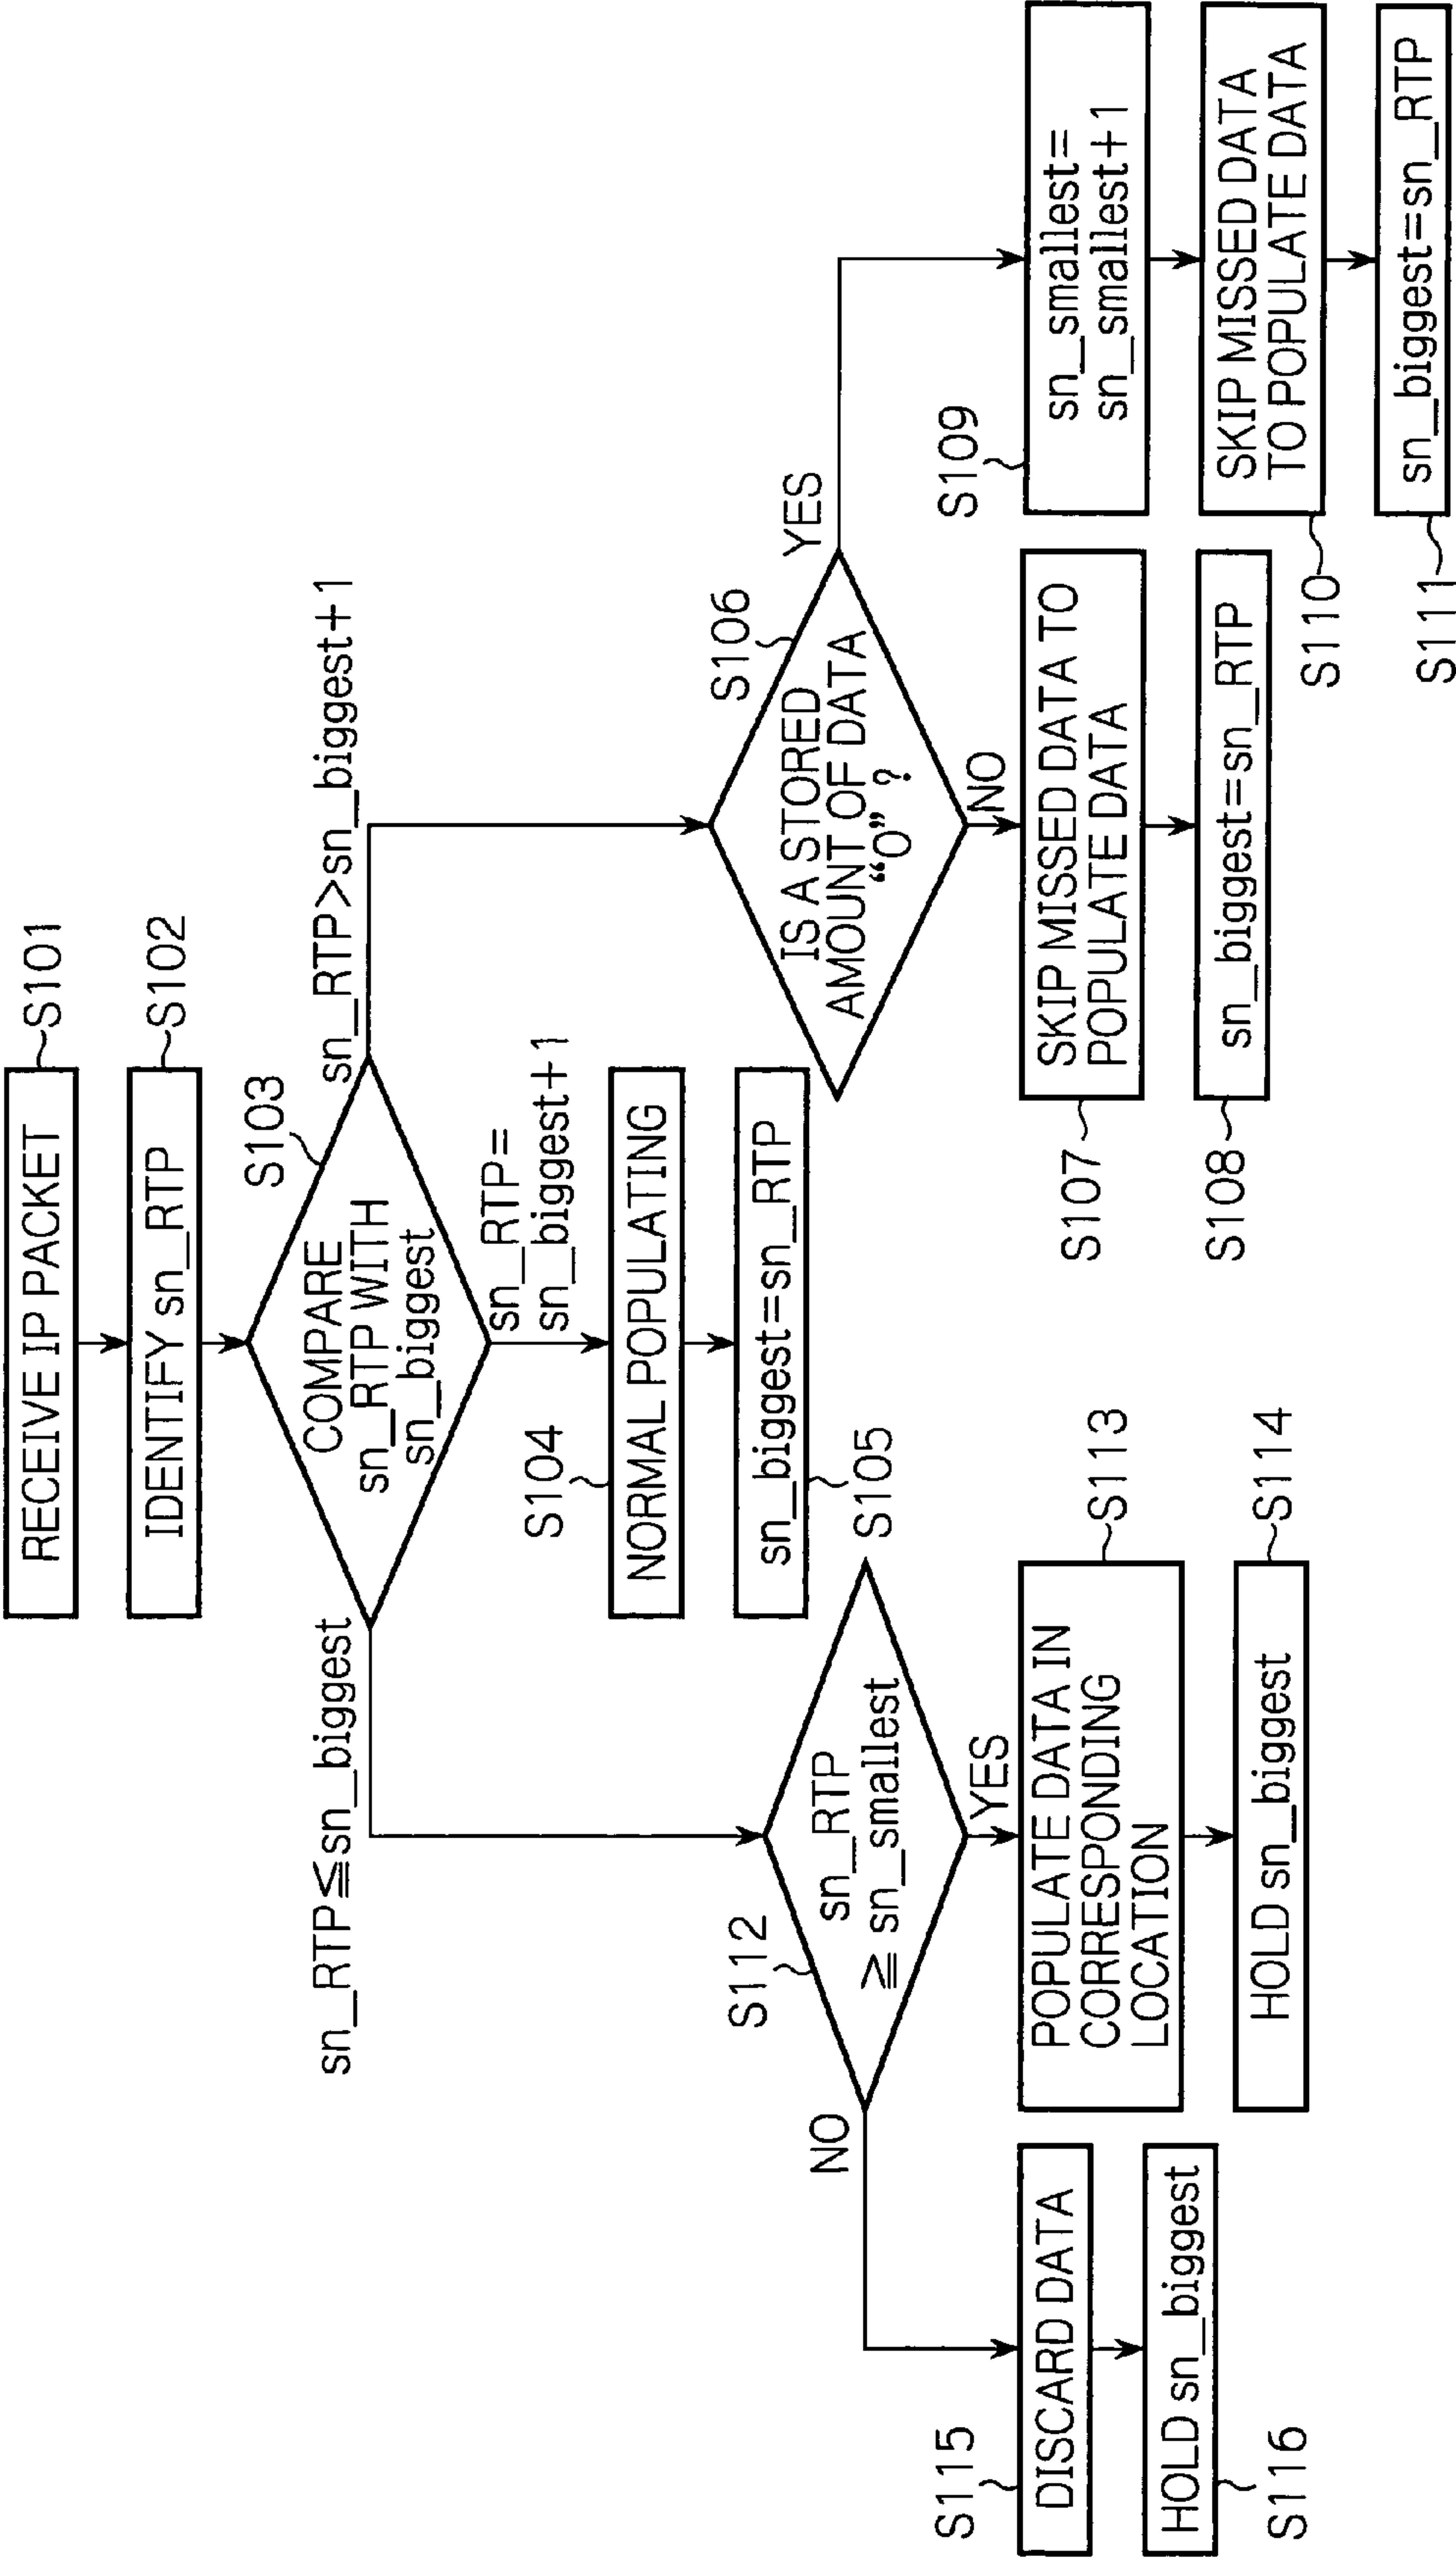 RECEIVE IP PACKET
S101
IDENTIFY sn_RTP
S102
S103
COMPARE
sn_RTP WITH
sn_biggest
sn_RTP≦sn_biggest
sn_RTP=
sn_biggest+1
sn_RTP>sn_biggest+1
S104
NORMAL POPULATING
sn_biggest=sn_RTP
S105
S106
IS A STORED
AMOUNT OF DATA
“0” ?
YES
NO
S107
SKIP MISSED DATA TO
POPULATE DATA
S108
sn_biggest=sn_RTP
S109
sn_smallest=
sn_smallest+1
SKIP MISSED DATA
TO POPULATE DATA
S110
sn_biggest=sn_RTP
S111
S112
sn_RTP
≧ sn_smallest
NO
YES
POPULATE DATA IN
CORRESPONDING
LOCATION
S113
HOLD sn_biggest
S114
S115
DISCARD DATA
HOLD sn_biggest
S116